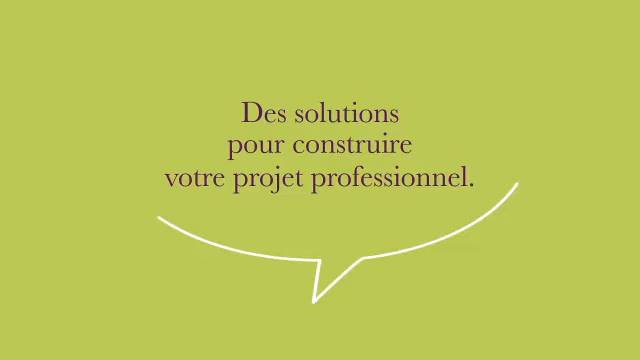 Des solutions
pour construire
votre projet professionnel.